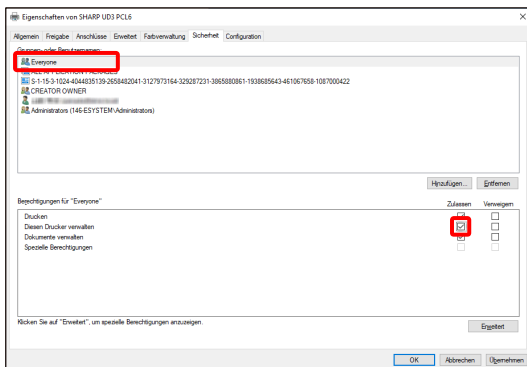 Eigenschaften von SHARP UD3 PCL6
Allgemein Freigabe Anschlüsse Erweitert Farbverwaltung Sicherheit Configuration
Gruppen- oder Benutzernamen:
Everyone
ALL APPLICATION PACKAGES
S-1-15-3-1024-4044835139-2658482041-3127973164-329287231-3865880861-1938685643-461067658-1087000422
CREATOR OWNER
Administrators (146-ESYSTEM\Administrators)
Hinzufügen... Entfernen
Berechtigungen für "Everyone" Zulassen Verweigern
Drucken
Diesen Drucker verwalten
Dokumente verwalten
Spezielle Berechtigungen
Klicken Sie auf "Erweitert", um spezielle Berechtigungen anzuzeigen.
Erweitert
OK Abbrechen Übernehmen